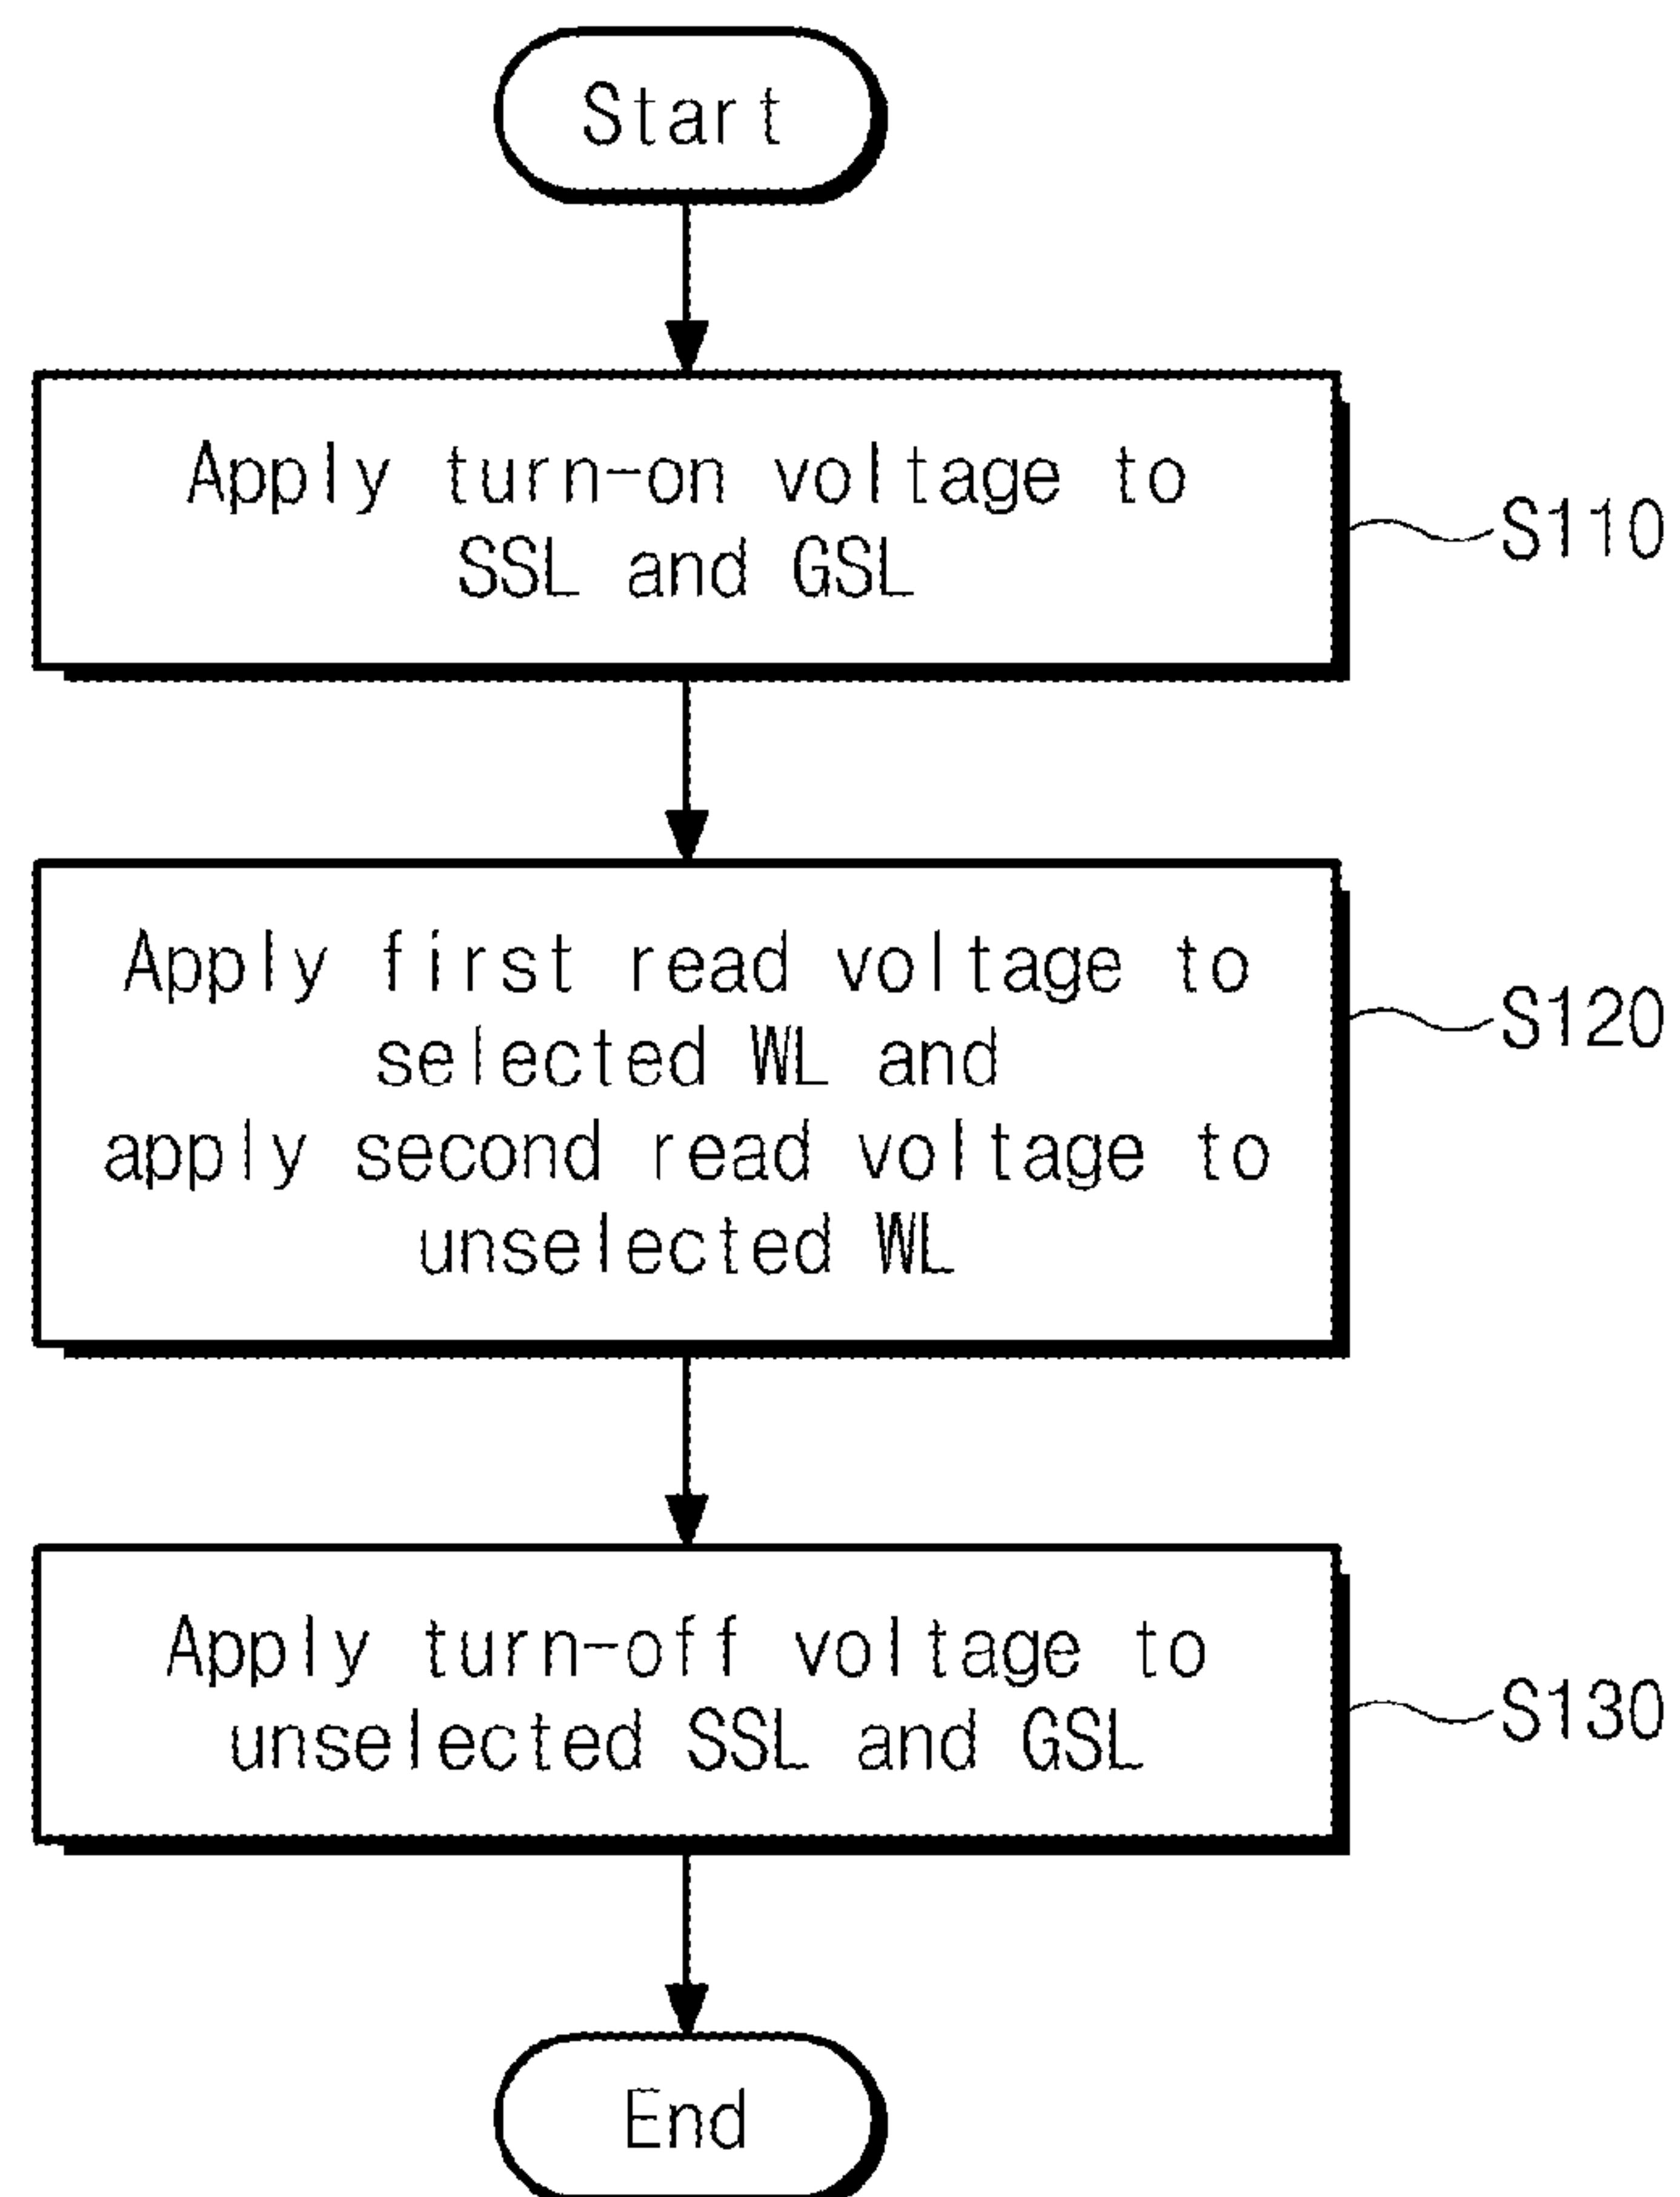 Start
Apply turn-on voltage to
SSL and GSL
S110
Apply first read voltage to
selected WL and
apply second read voltage to
unselected WL
S120
Apply turn-off voltage to
unselected SSL and GSL
S130
End